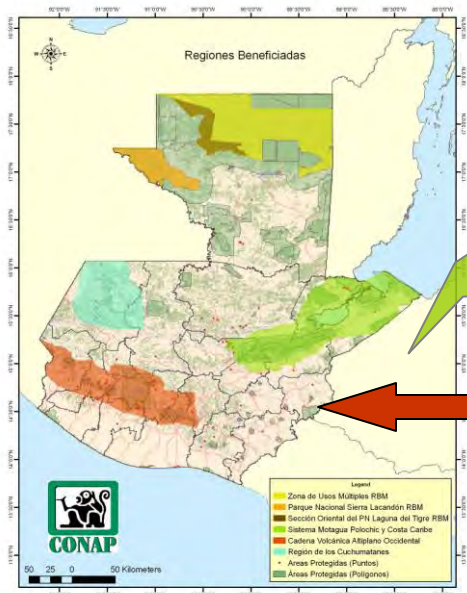 Regiones Beneficiadas
N
W E
S
CONAP
50 25 0 50 Kilometers
Legend
Zona de Usos Múltiples RBM
Parque Nacional Sierra Lacandón RBM
Sección Oriental del PN Laguna del Tigre RBM
Sistema Motagua Polochic y Costa Caribe
Cadena Volcánica Altiplano Occidental
Región de los Cuchumatanes
Areas Protegidas (Puntos)
Áreas Protegidas (Polígonos)